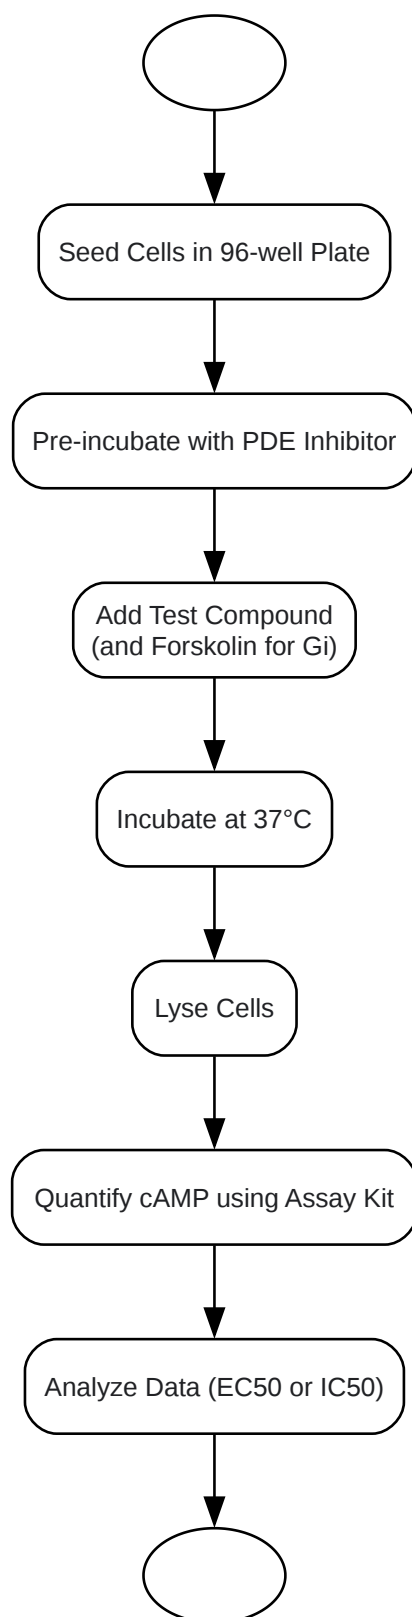 Seed Cells in 96-well Plate
Pre-incubate with PDE Inhibitor
Add Test Compound
(and Forskolin for Gi)
Incubate at 37°C
Lyse Cells
Quantify cAMP using Assay Kit
Analyze Data (EC50 or IC50)